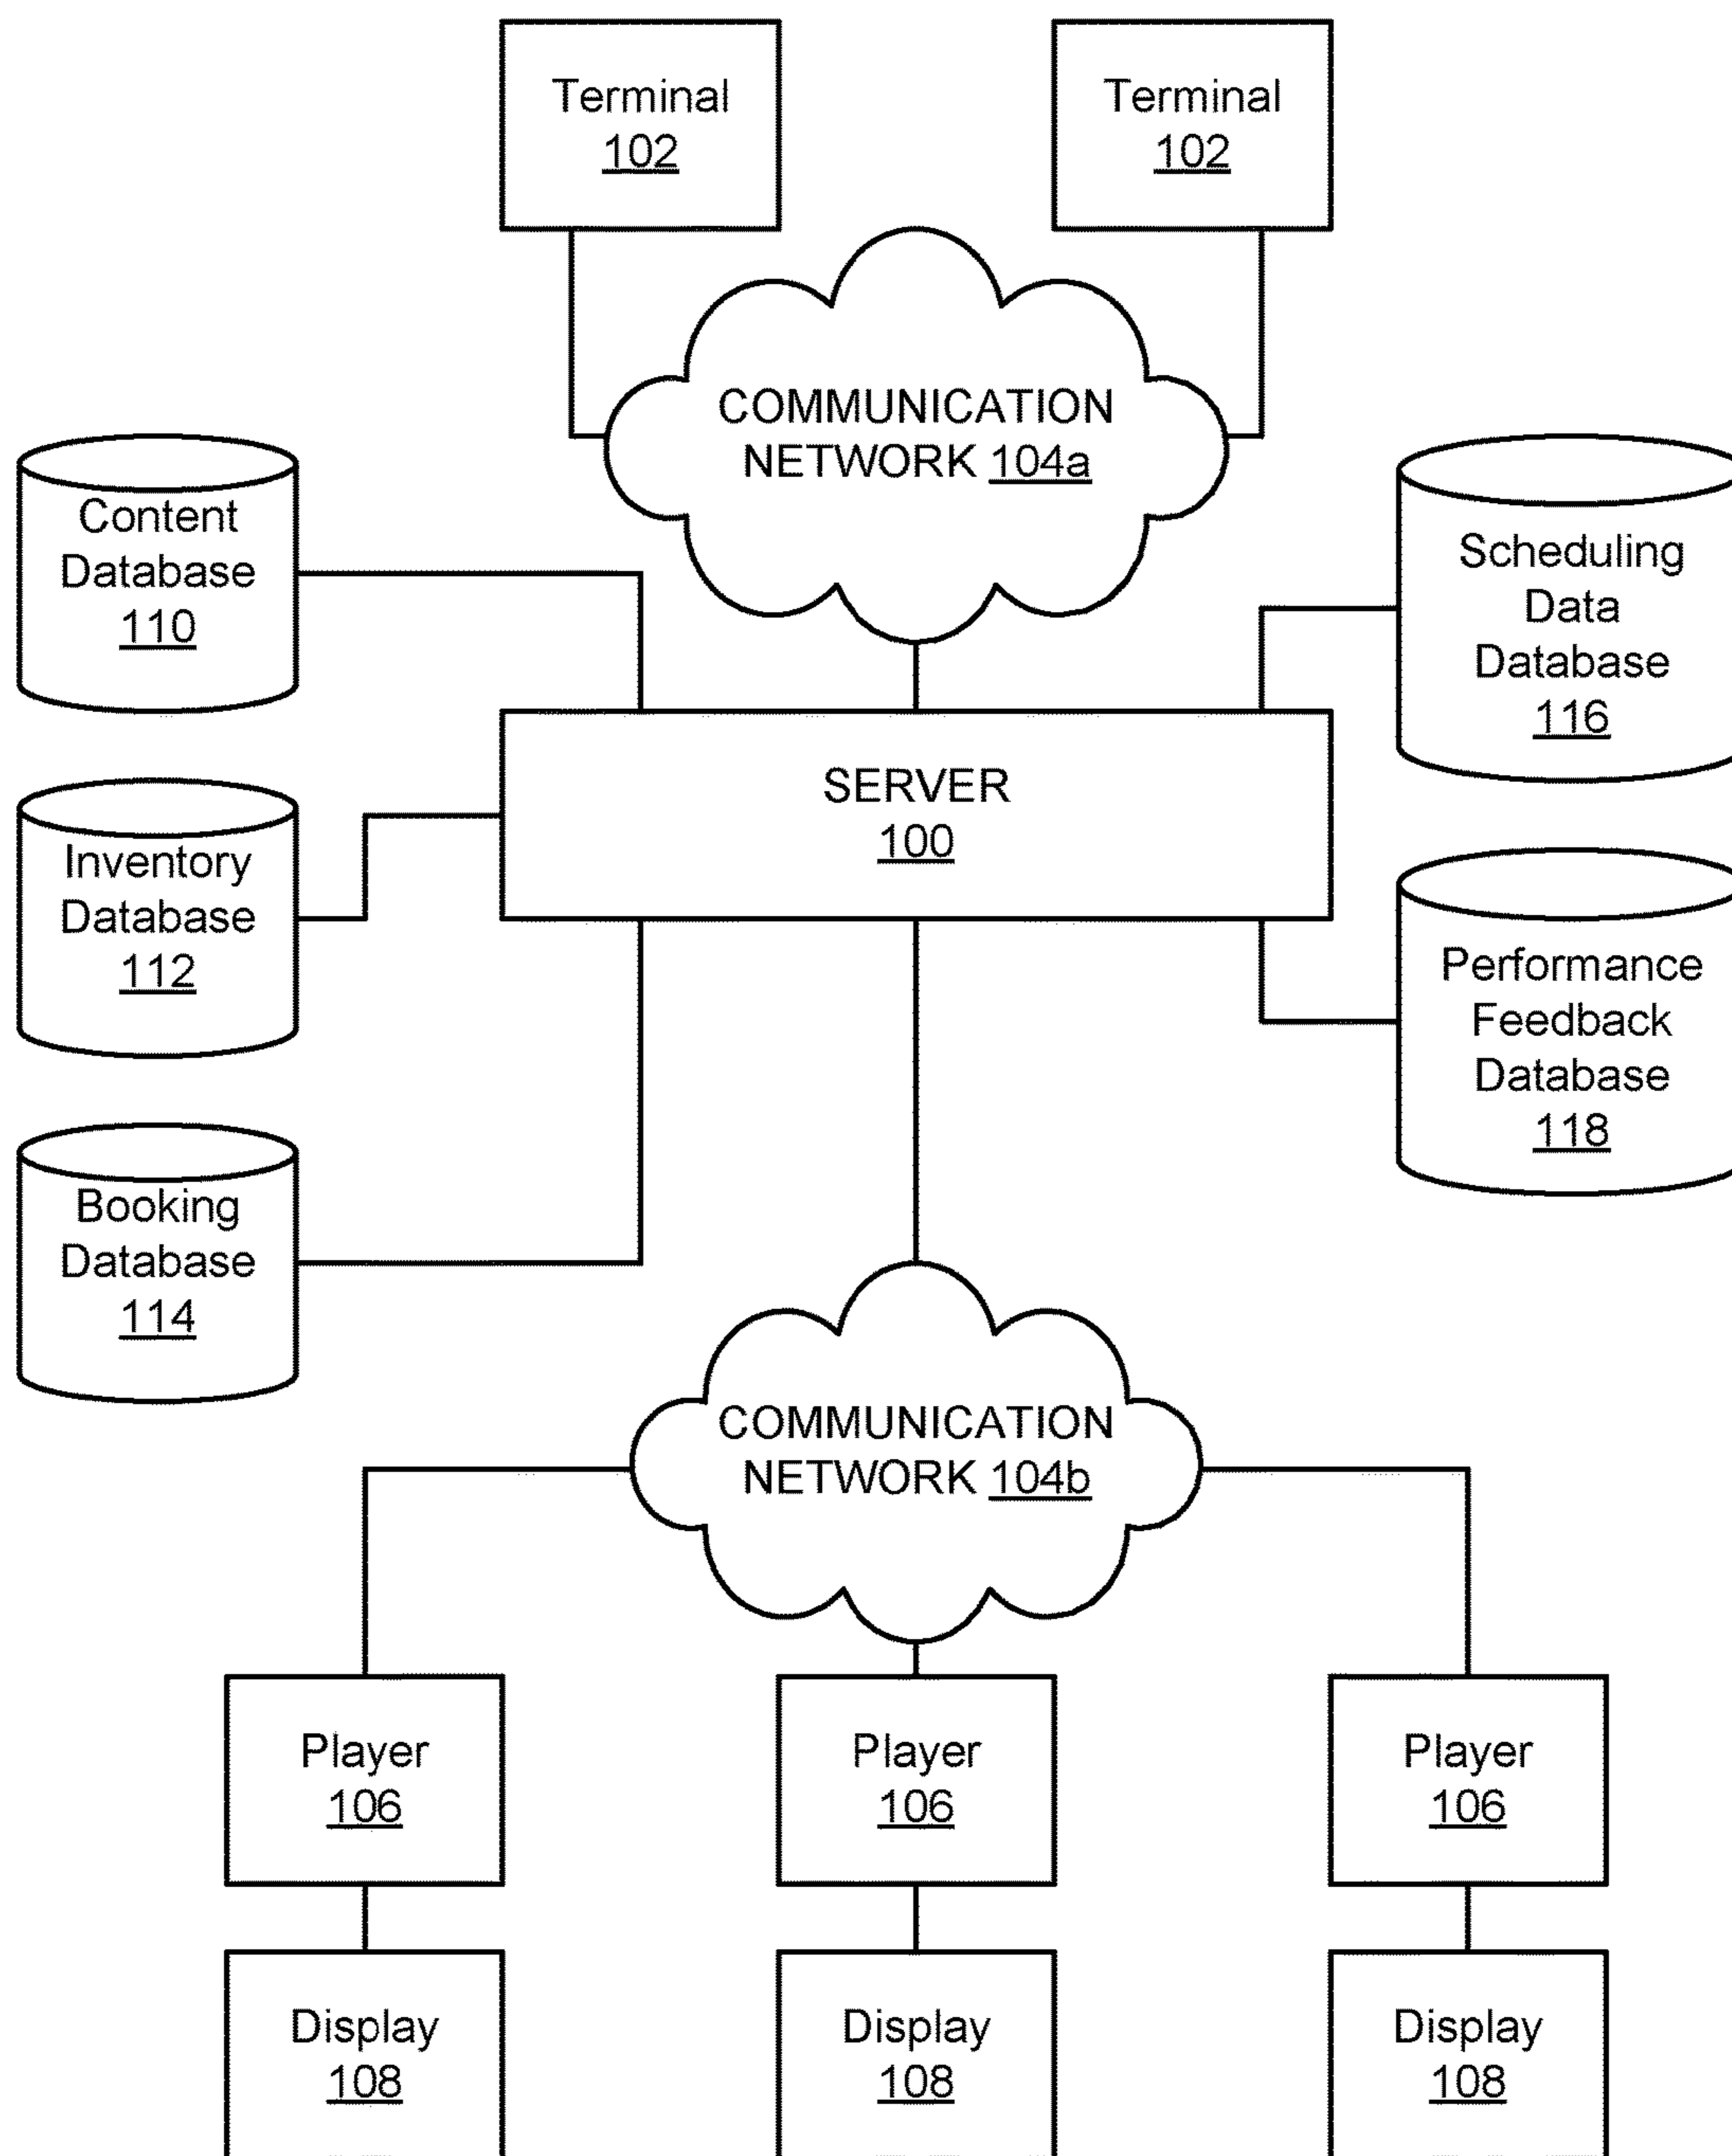 Terminal
102
Terminal
102
COMMUNICATION
NETWORK 104a
Content
Database
110
Scheduling
Data
Database
116
SERVER
100
Inventory
Database
112
Performance
Feedback
Database
118
Booking
Database
114
COMMUNICATION
NETWORK 104b
Player
106
Player
106
Player
106
Display
108
Display
108
Display
108